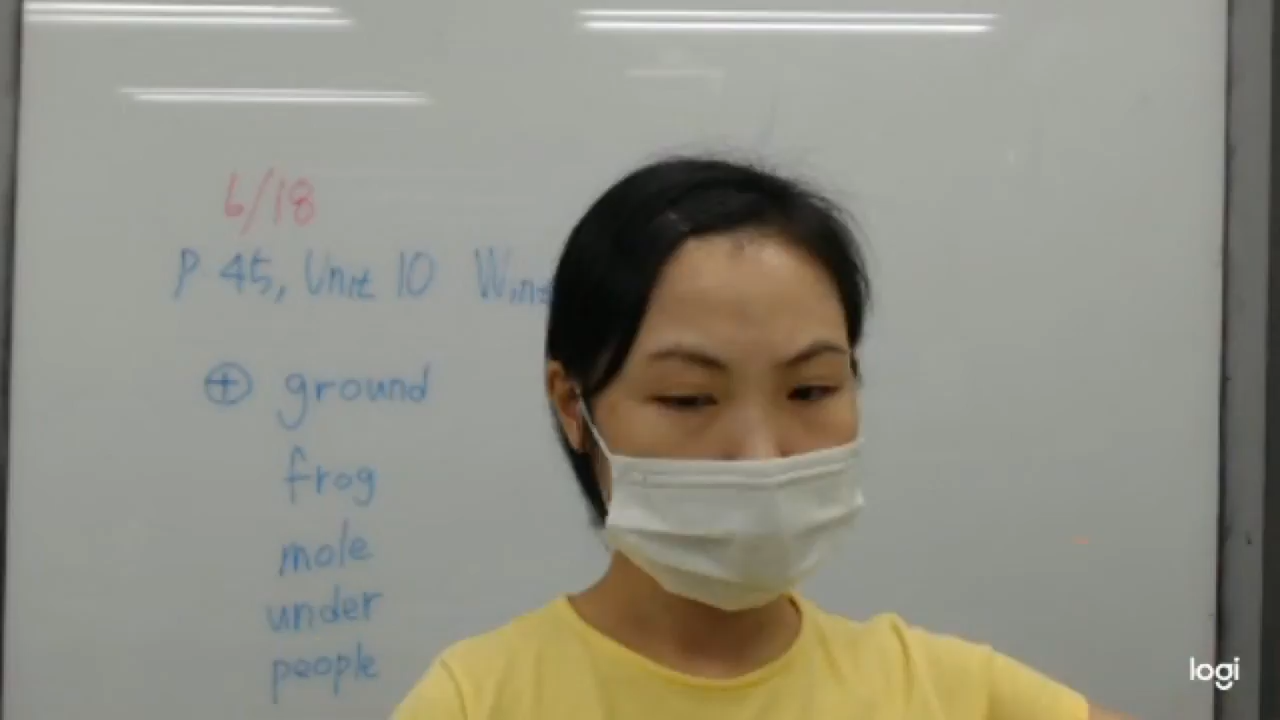 6/18
P. 45, Unit 10
⊕ ground
frog
mole
under
people
logi